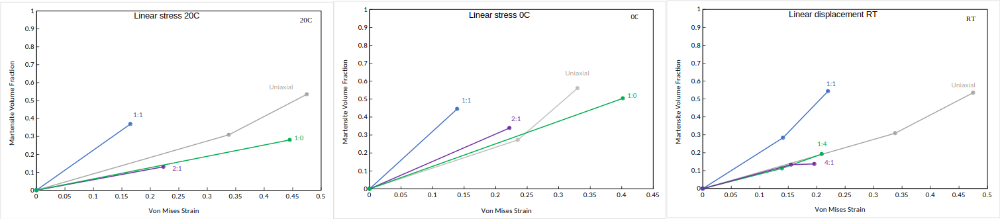 Linear stress 20C
20C
Martensite Volume Fraction
1
0.9
0.8
0.7
0.6
0.5
0.4
0.3
0.2
0.1
0
Uniaxial
1:1
1:0
2:1
0 0.05 0.1 0.15 0.2 0.25 0.3 0.35 0.4 0.45 0.5
Von Mises Strain
Linear stress 0C
0C
Martensite Volume Fraction
1
0.9
0.8
0.7
0.6
0.5
0.4
0.3
0.2
0.1
0
Uniaxial
1:1
1:0
2:1
0 0.05 0.1 0.15 0.2 0.25 0.3 0.35 0.4 0.45
Von Mises Strain
Linear displacement RT
RT
Martensite Volume Fraction
1
0.9
0.8
0.7
0.6
0.5
0.4
0.3
0.2
0.1
0
1:1
Uniaxial
1:4
4:1
0 0.05 0.1 0.15 0.2 0.25 0.3 0.35 0.4 0.45 0.5
Von Mises Strain